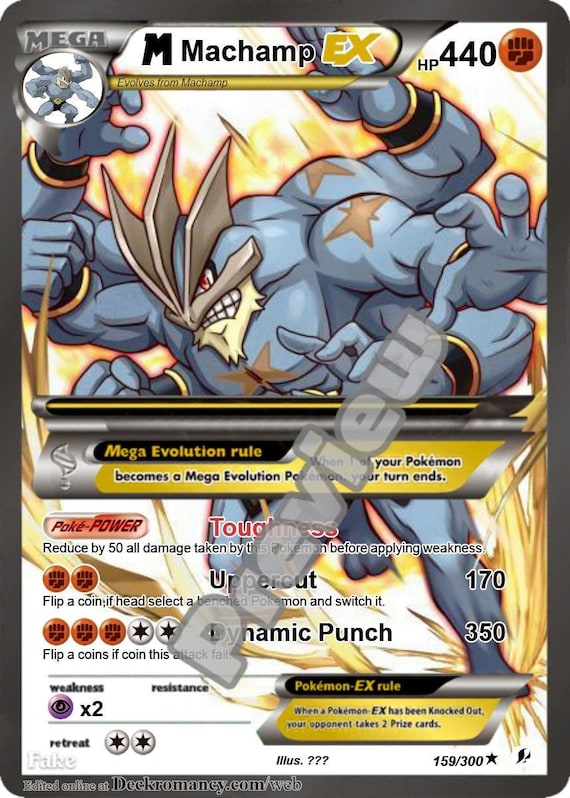 MEGA
M Machamp EX HP440
Evolves from Machamp
Mega Evolution rule
When 1 of your Pokémon
becomes a Mega Evolution Pokémon, your turn ends.
Poké-POWER Toughness
Reduce by 50 all damage taken by this Pokemon before applying weakness.
Uppercut 170
Flip a coin,if head select a benched Pokemon and switch it.
Dynamic Punch 350
Flip a coins if coin this attack fail.
weakness resistance
x2
retreat
Pokémon-EX rule
When a Pokémon-EX has been Knocked Out,
your opponent takes 2 Prize cards.
Illus. ??? 159/300
Fake
Edited online at Deckromancy.com/web
Preview